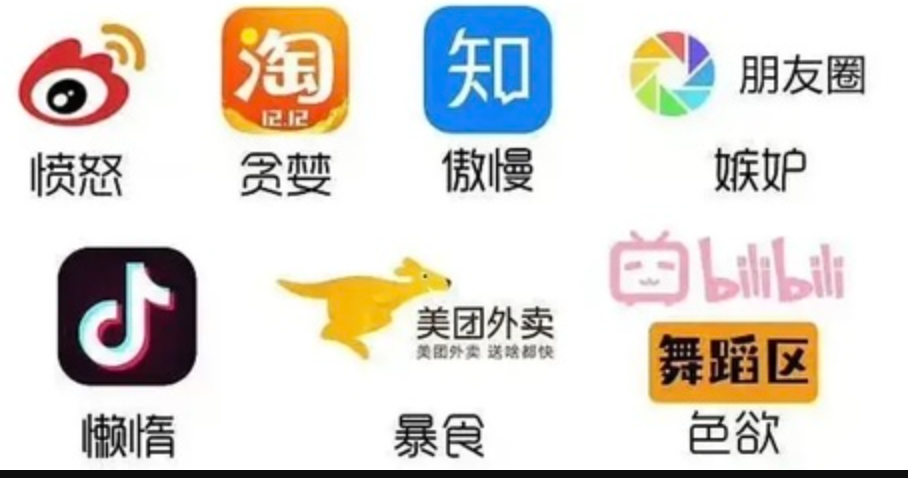 淘
12.12
知
朋友圈
愤怒
贪婪
傲慢
嫉妒
bilibili
美团外卖
美团外卖 送啥都快
舞蹈区
懒惰
暴食
色欲